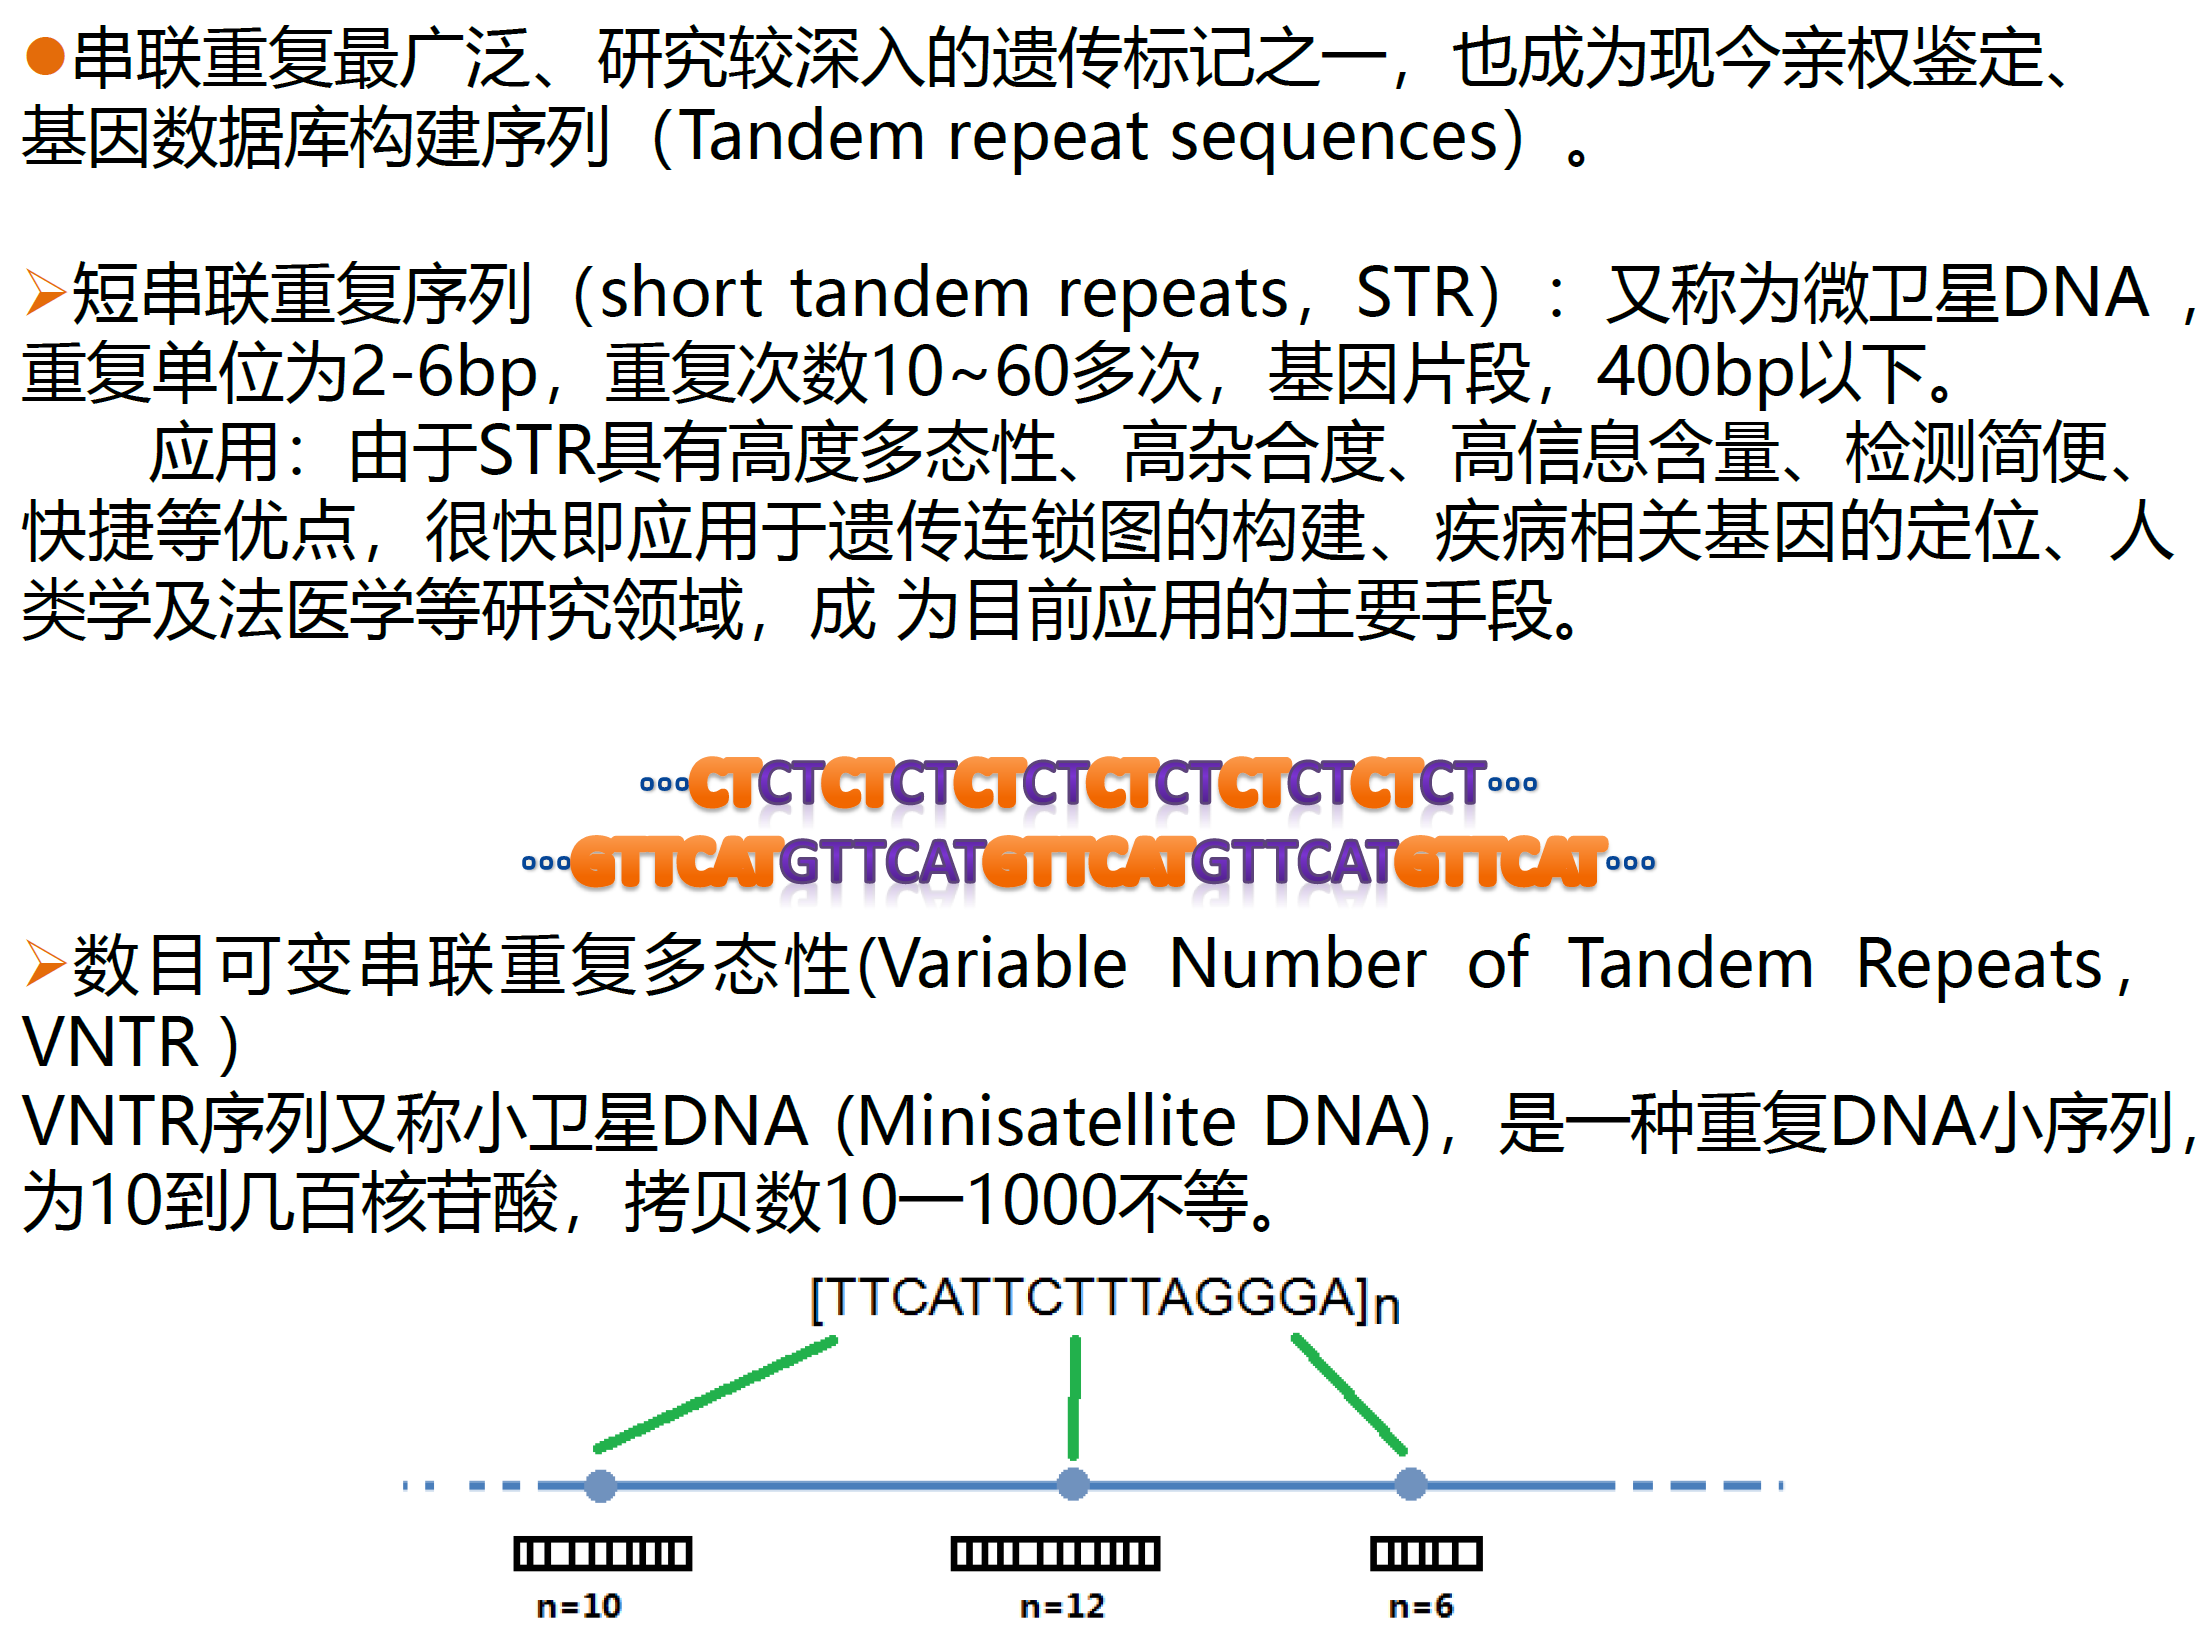 ●串联重复最广泛、研究较深入的遗传标记之一，也成为现今亲权鉴定、
基因数据库构建序列（Tandem repeat sequences）。
➢短串联重复序列（short tandem repeats，STR）：又称为微卫星DNA，
重复单位为2-6bp，重复次数10~60多次，基因片段，400bp以下。
应用：由于STR具有高度多态性、高杂合度、高信息含量、检测简便、
快捷等优点，很快即应用于遗传连锁图的构建、疾病相关基因的定位、人
类学及法医学等研究领域，成 为目前应用的主要手段。
…CTCTCTCTCTCTCTCTCTCTCTCT…
…GTTCATGTTCATGTTCATGTTCATGTTCAT…
➢数目可变串联重复多态性(Variable Number of Tandem Repeats，
VNTR )
VNTR序列又称小卫星DNA (Minisatellite DNA)，是一种重复DNA小序列，
为10到几百核苷酸，拷贝数10一1000不等。
[TTCATTCTTTAGGGA]n
n=10 n=12 n=6